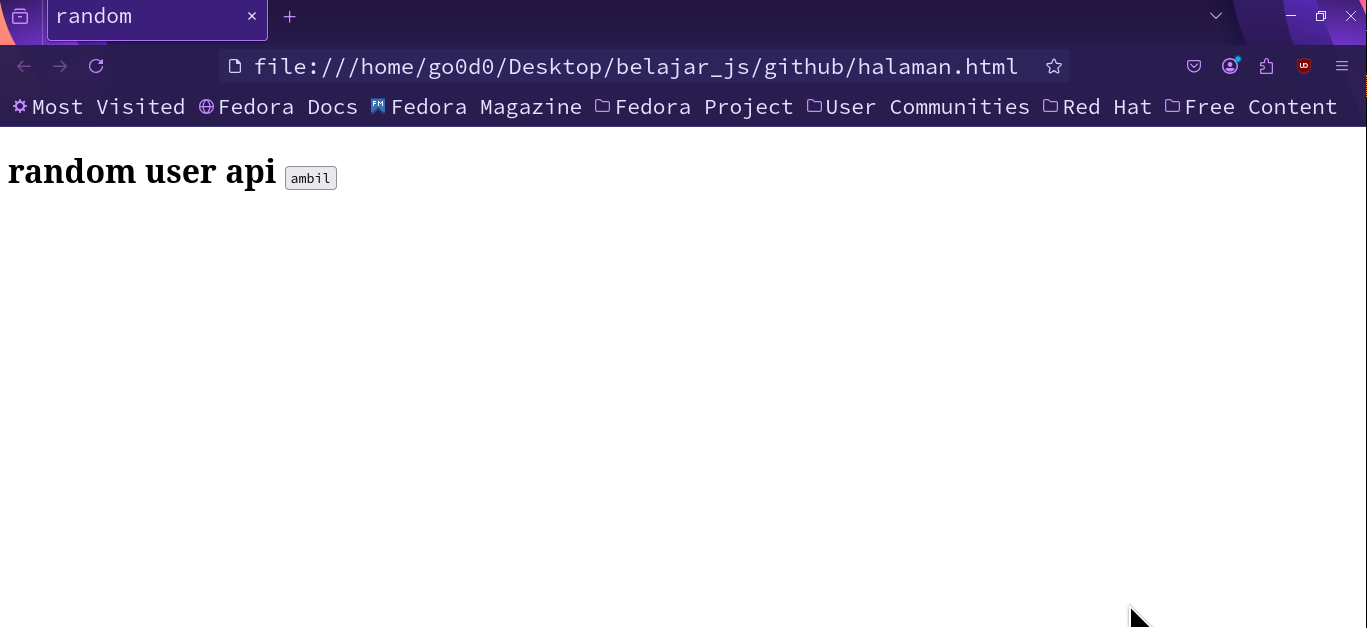 random
file:///home/go0d0/Desktop/belajar_js/github/halaman.html
Most Visited Fedora Docs FM Fedora Magazine Fedora Project User Communities Red Hat Free Content
random user api ambil